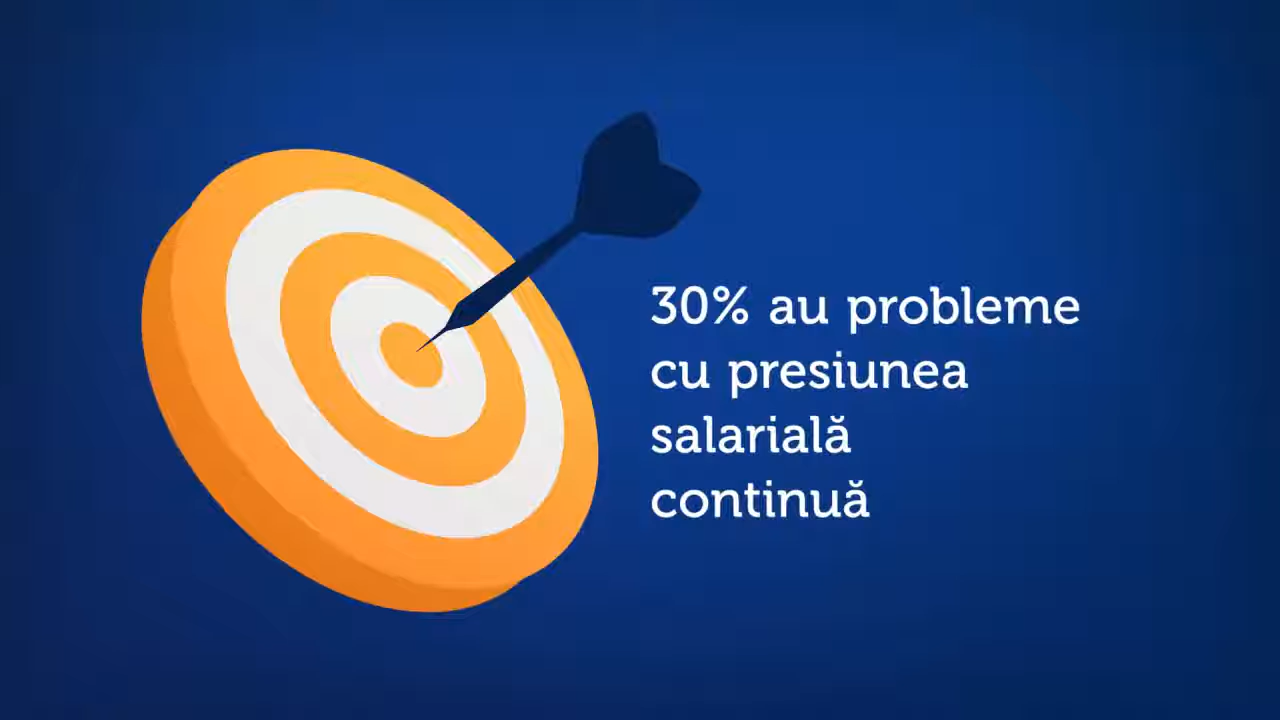 30% au probleme
cu presiunea
salarială
continuă